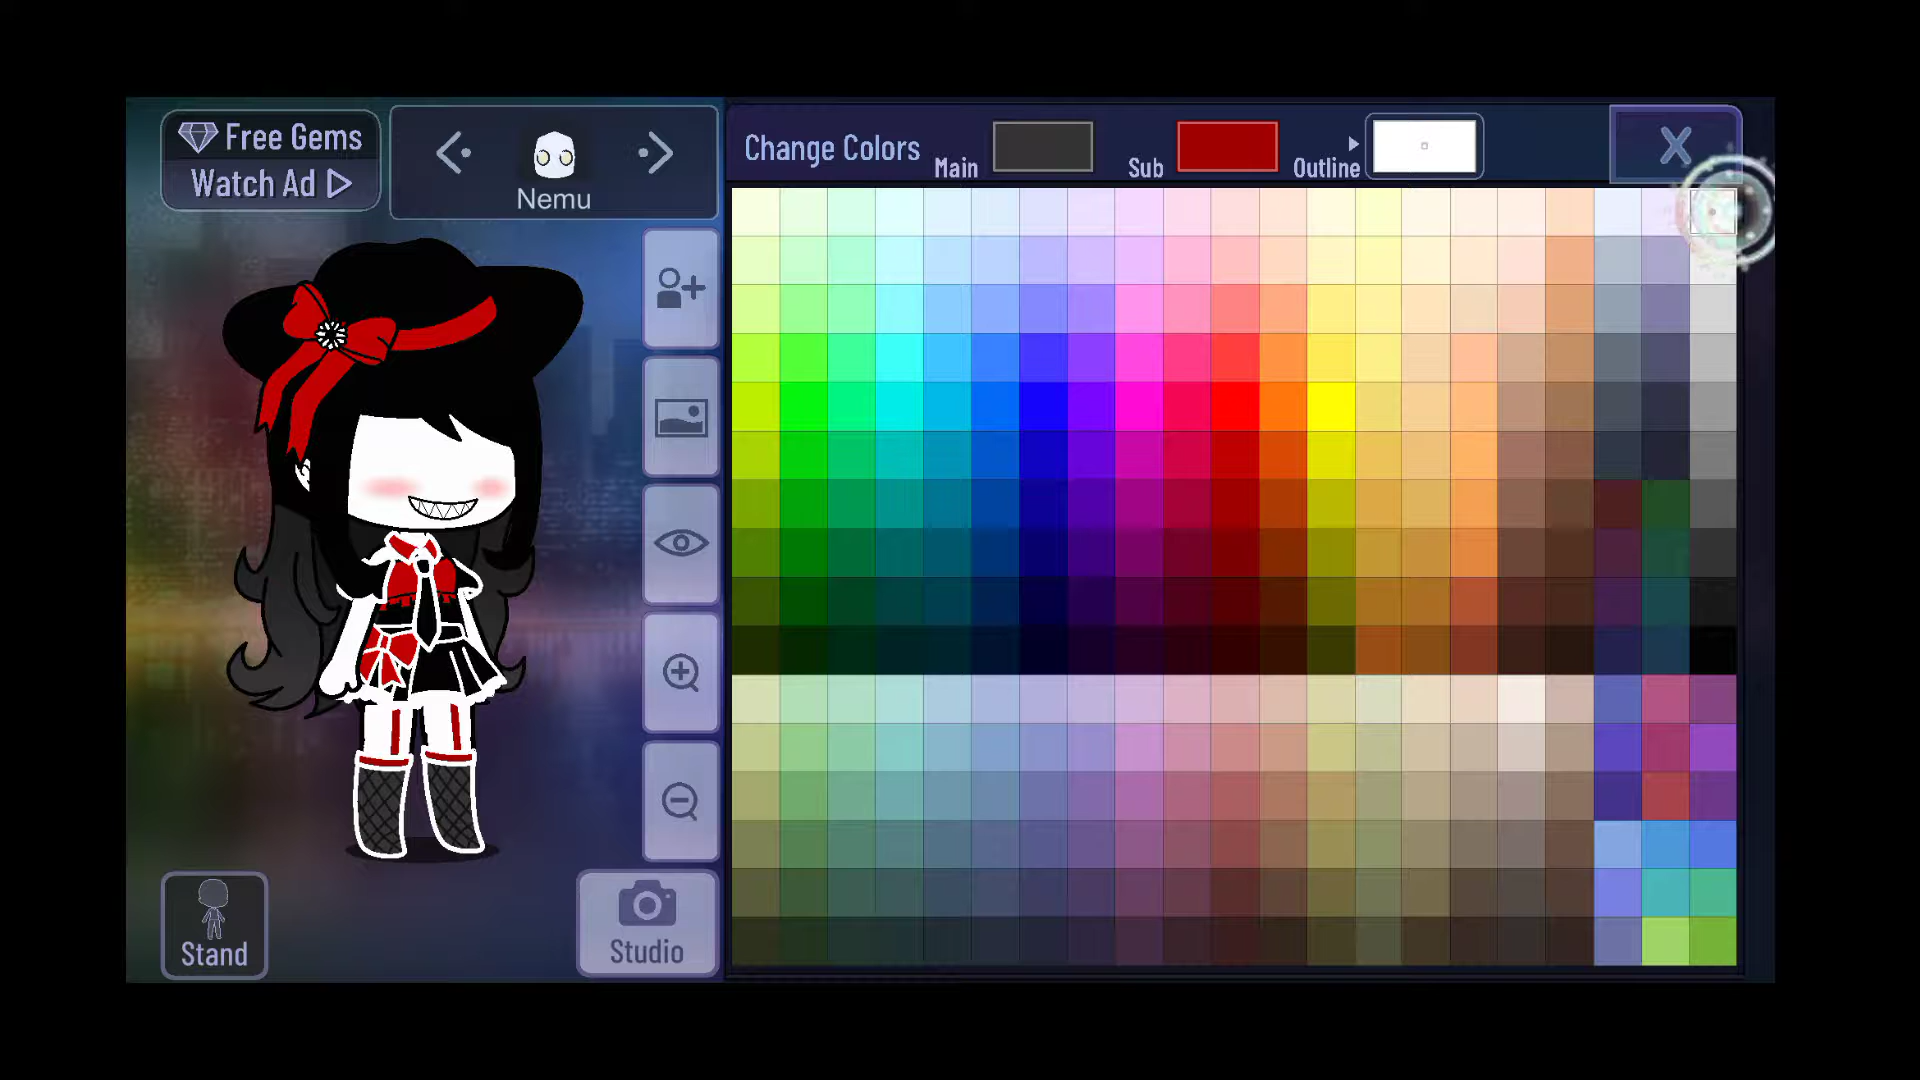 Free Gems
Watch Ad
Nemu
Change Colors
Main
Sub
Outline
X
Stand
Studio